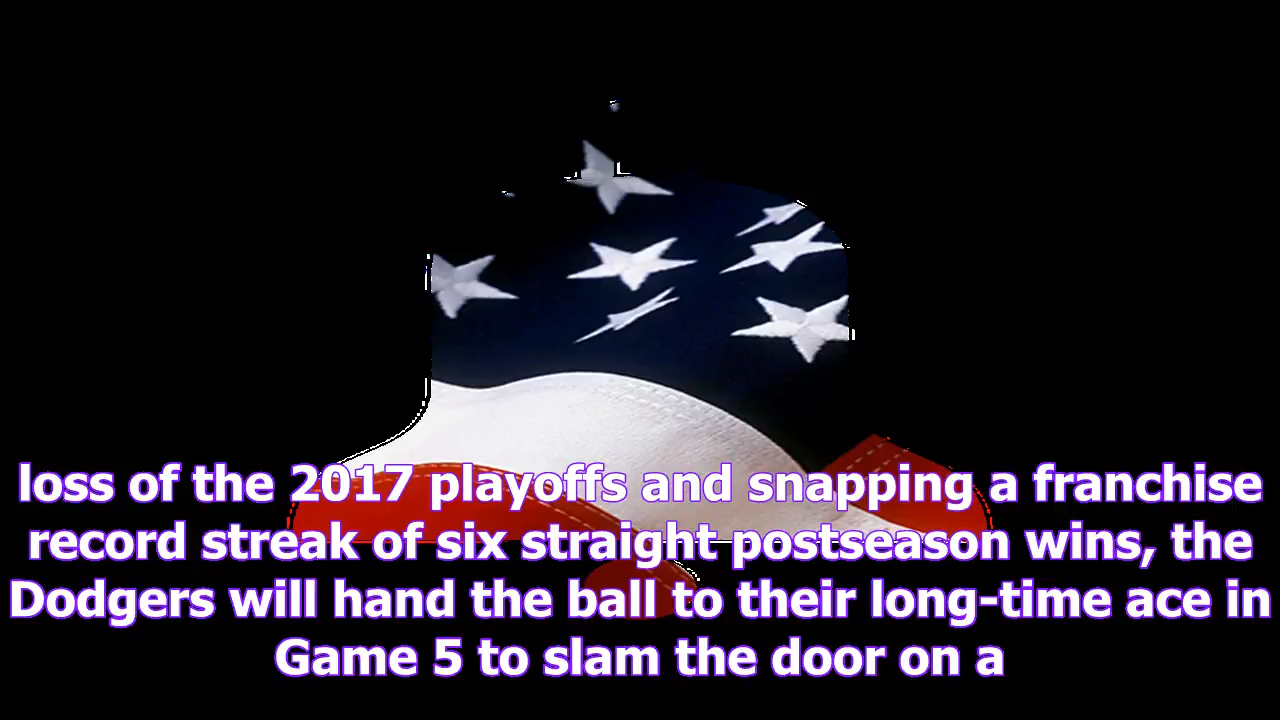 loss of the 2017 playoffs and snapping a franchise
record streak of six straight postseason wins, the
Dodgers will hand the ball to their long-time ace in
Game 5 to slam the door on a